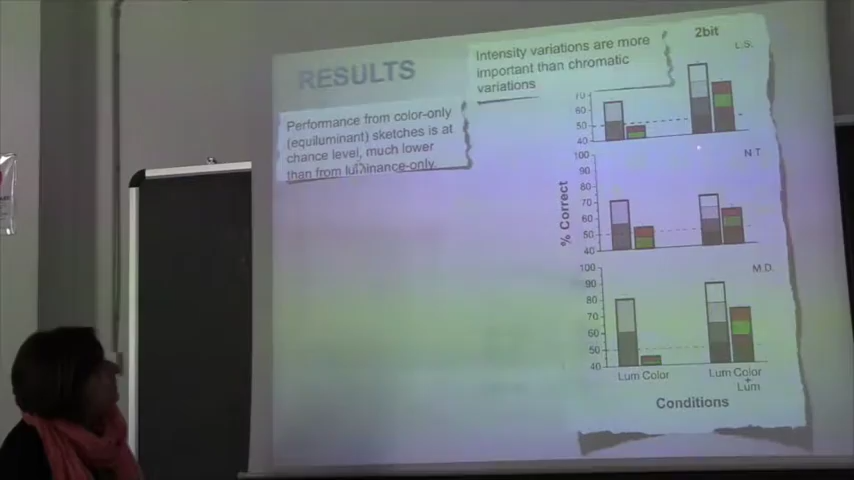 RESULTS
Intensity variations are more
important than chromatic
variations
Performance from color-only
(equiluminant) sketches is at
chance level, much lower
than from luminance-only.
2bit
L.S.
70
60
50
40
N.T.
100
90
80
70
60
50
40
% Correct
M.D.
100
90
80
70
60
50
40
Lum Color
Lum Color
+
Lum
Conditions